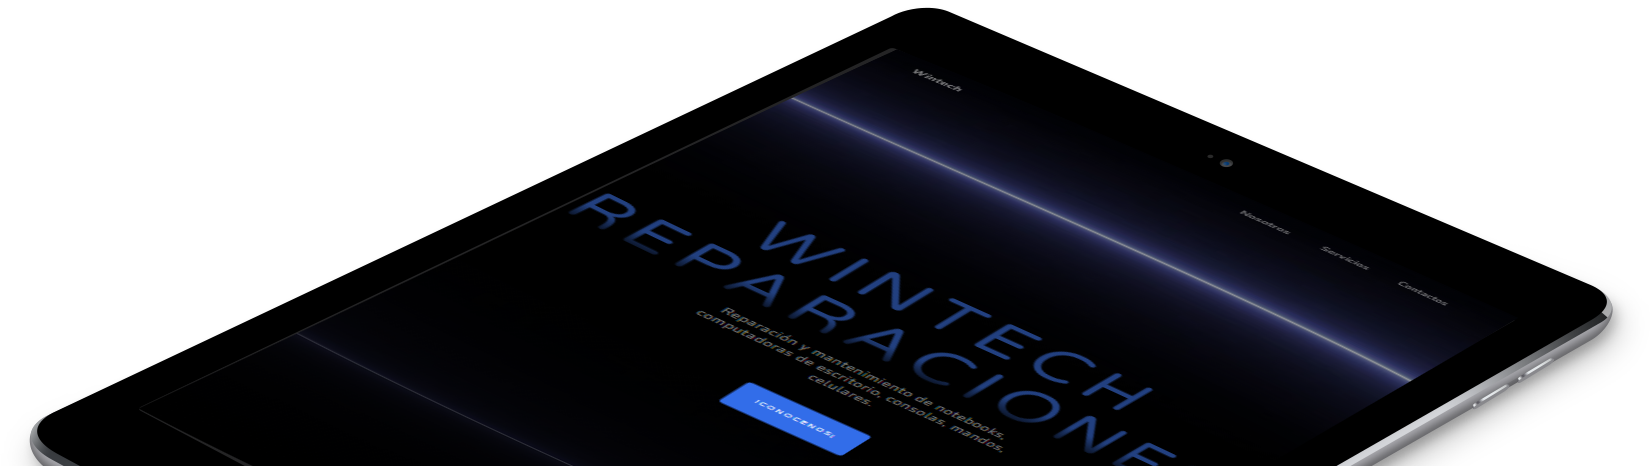 Wintech
Nosotros
Servicios
Contactos
WINTECH
REPARACIONE
Reparación y mantenimiento de notebooks,
computadoras de escritorio, consolas, mandos,
celulares.
¡CONOCENOS!